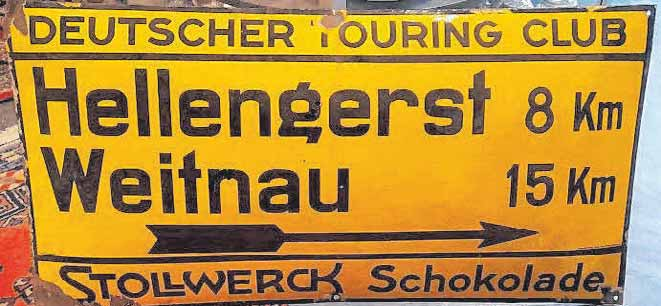 DEUTSCHER TOURING CLUB
Hellengerst 8 Km
Weitnau 15 Km
STOLLWERCK Schokolade